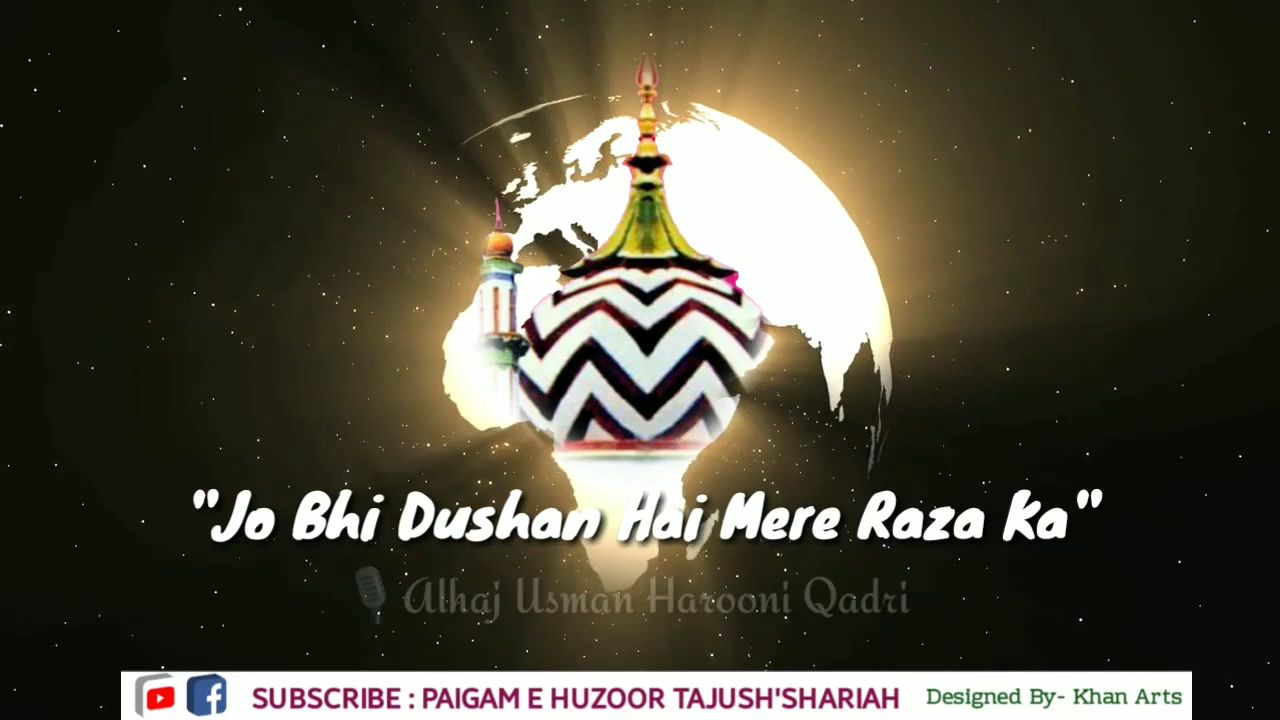 "Jo Bhi Dushan Hai Mere Raza Ka"
Alhaj Usman Harooni Qadri
SUBSCRIBE : PAIGAM E HUZOOR TAJUSH'SHARIAH Designed By- Khan Arts